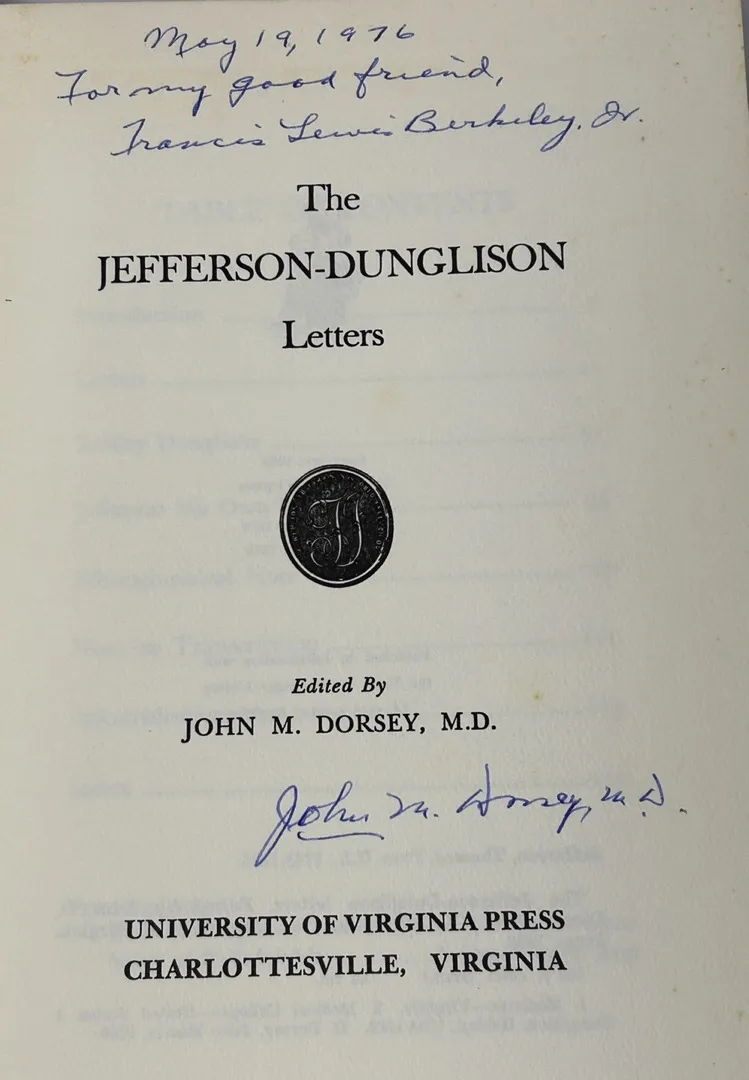 May 19, 1976
For my good friend,
Francis Lewis Berkeley, Jr.
The
JEFFERSON-DUNGLISON
Letters
Edited By
JOHN M. DORSEY, M.D.
John M. Dorsey, M.D.
UNIVERSITY OF VIRGINIA PRESS
CHARLOTTESVILLE, VIRGINIA